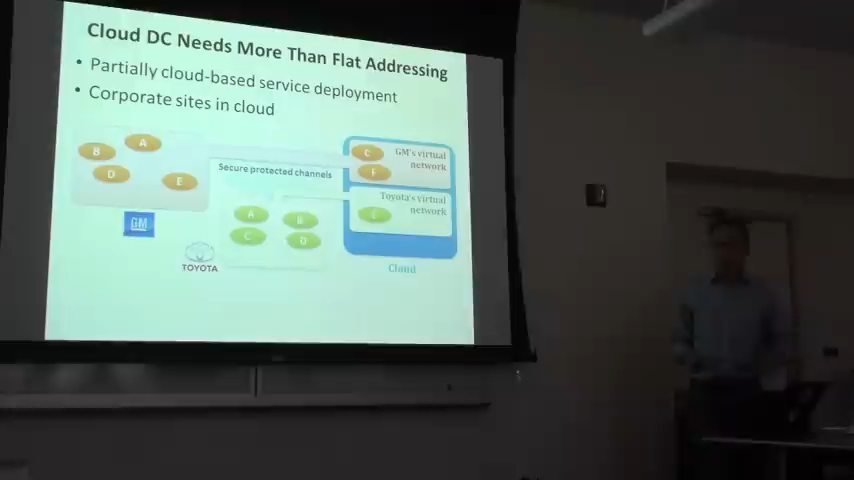 Cloud DC Needs More Than Flat Addressing
• Partially cloud-based service deployment
• Corporate sites in cloud
A
B
D
E
GM
Secure protected channels
C
F
GM's virtual
network
Toyota's virtual
network
A
B
C
D
TOYOTA
Cloud